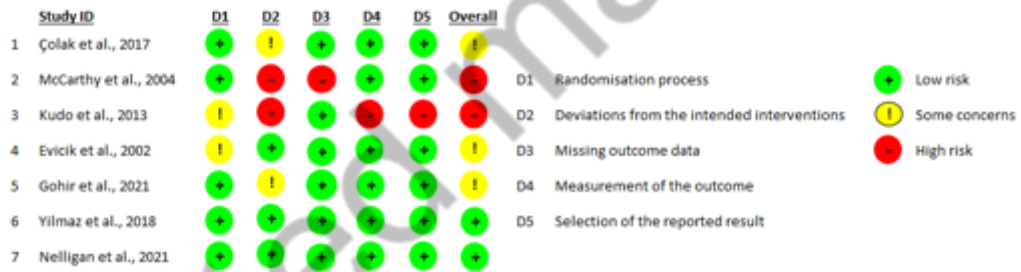 Study ID D1 D2 D3 D4 D5 Overall
1 Çolak et al., 2017 + ! + + + !
2 McCarthy et al., 2004 + - - + + - D1 Randomisation process + Low risk
3 Kudo et al., 2013 ! - + - - - D2 Deviations from the intended interventions ! Some concerns
4 Evicik et al., 2002 ! + + + + ! D3 Missing outcome data - High risk
5 Gohir et al., 2021 + ! + + + ! D4 Measurement of the outcome
6 Yilmaz et al., 2018 + + + + + + D5 Selection of the reported result
7 Nelligan et al., 2021 + + + + + +